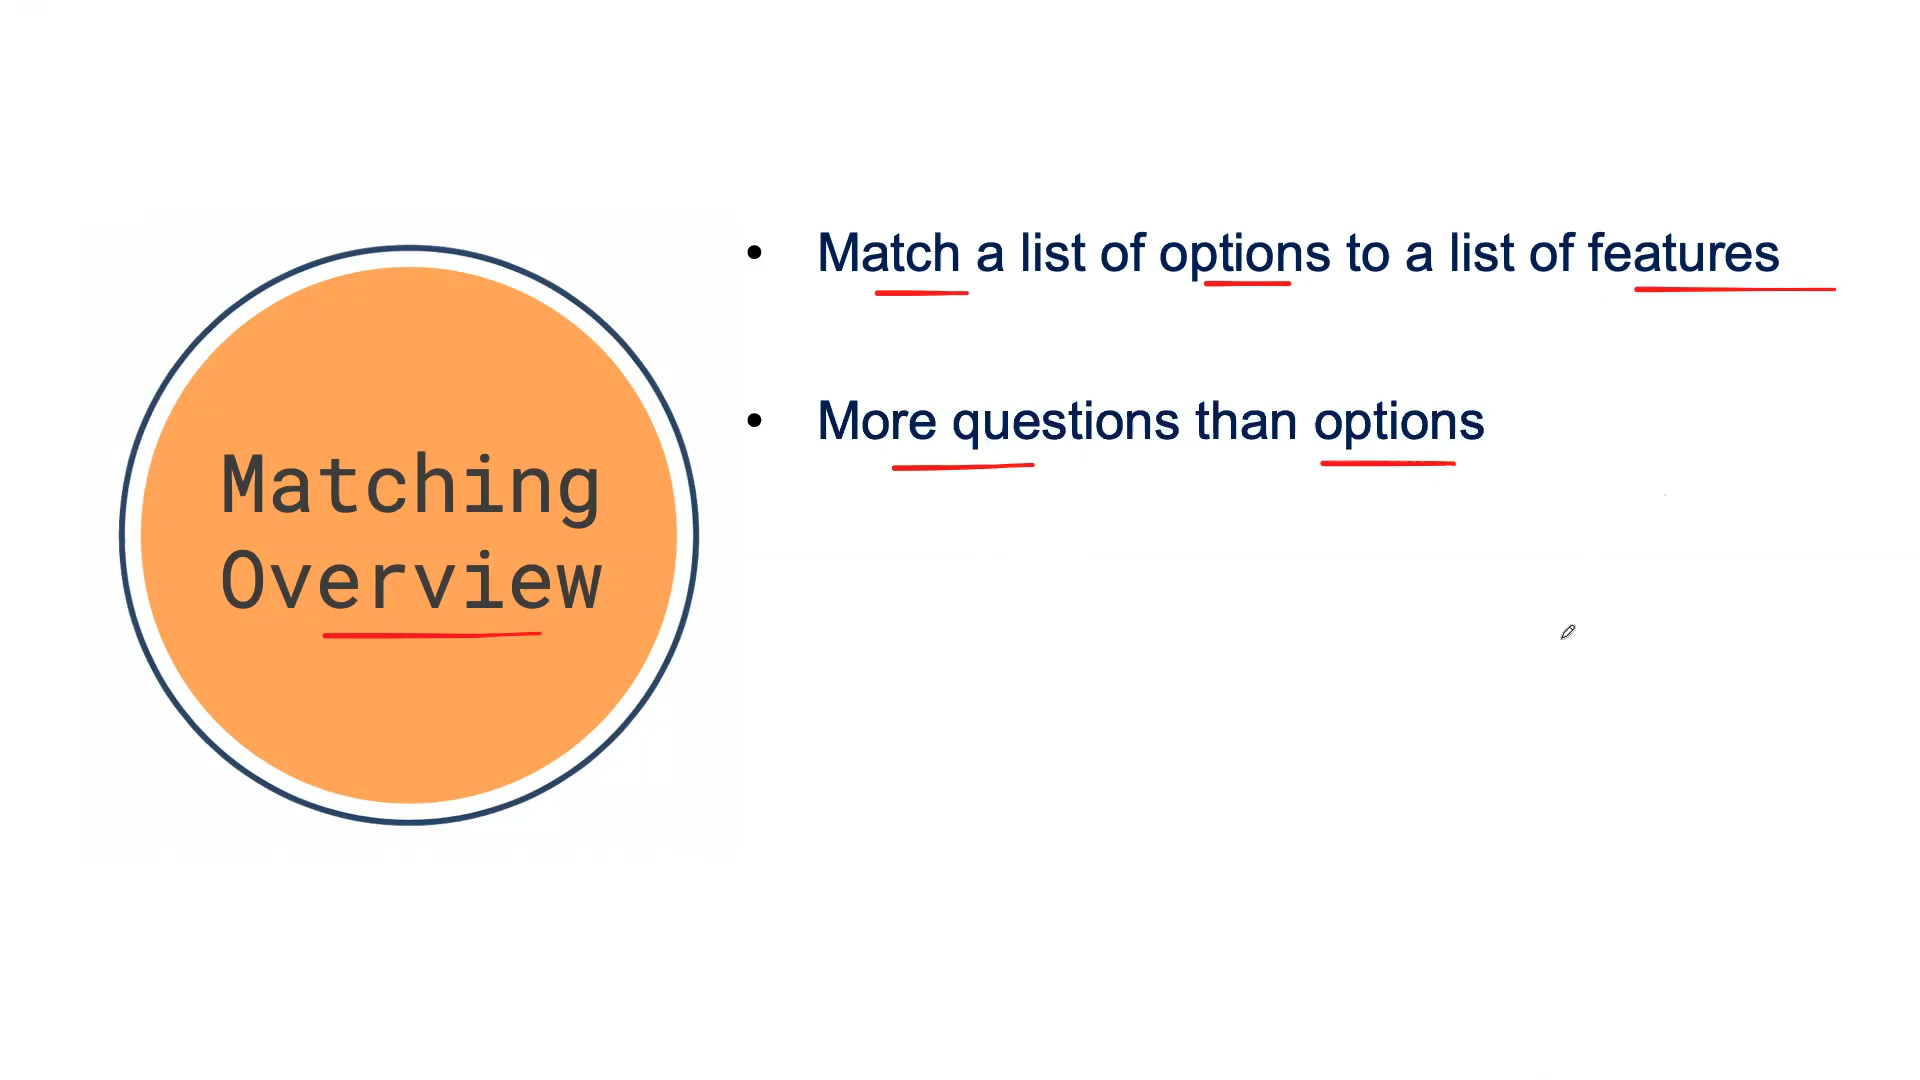 Matching
Overview
• Match a list of options to a list of features
• More questions than options